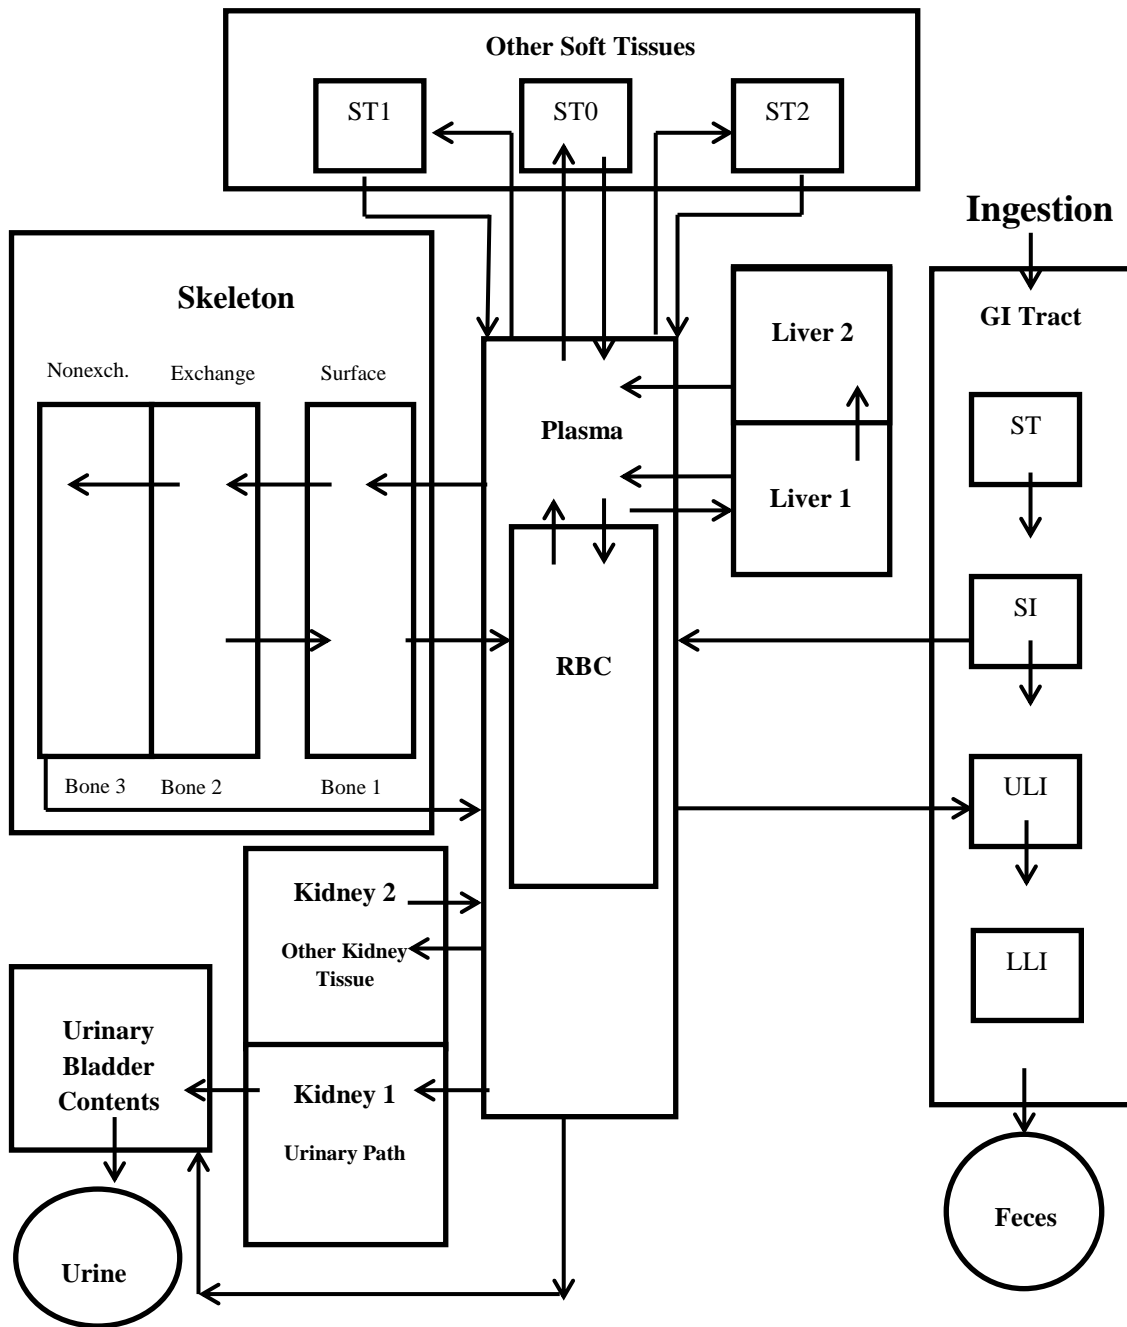 Other Soft Tissues
ST1
ST0
ST2
Ingestion
Skeleton
Nonexch.
Exchange
Surface
Bone 3
Bone 2
Bone 1
Plasma
RBC
Liver 2
Liver 1
GI Tract
ST
SI
ULI
LLI
Feces
Kidney 2
Other Kidney
Tissue
Kidney 1
Urinary Path
Urinary
Bladder
Contents
Urine